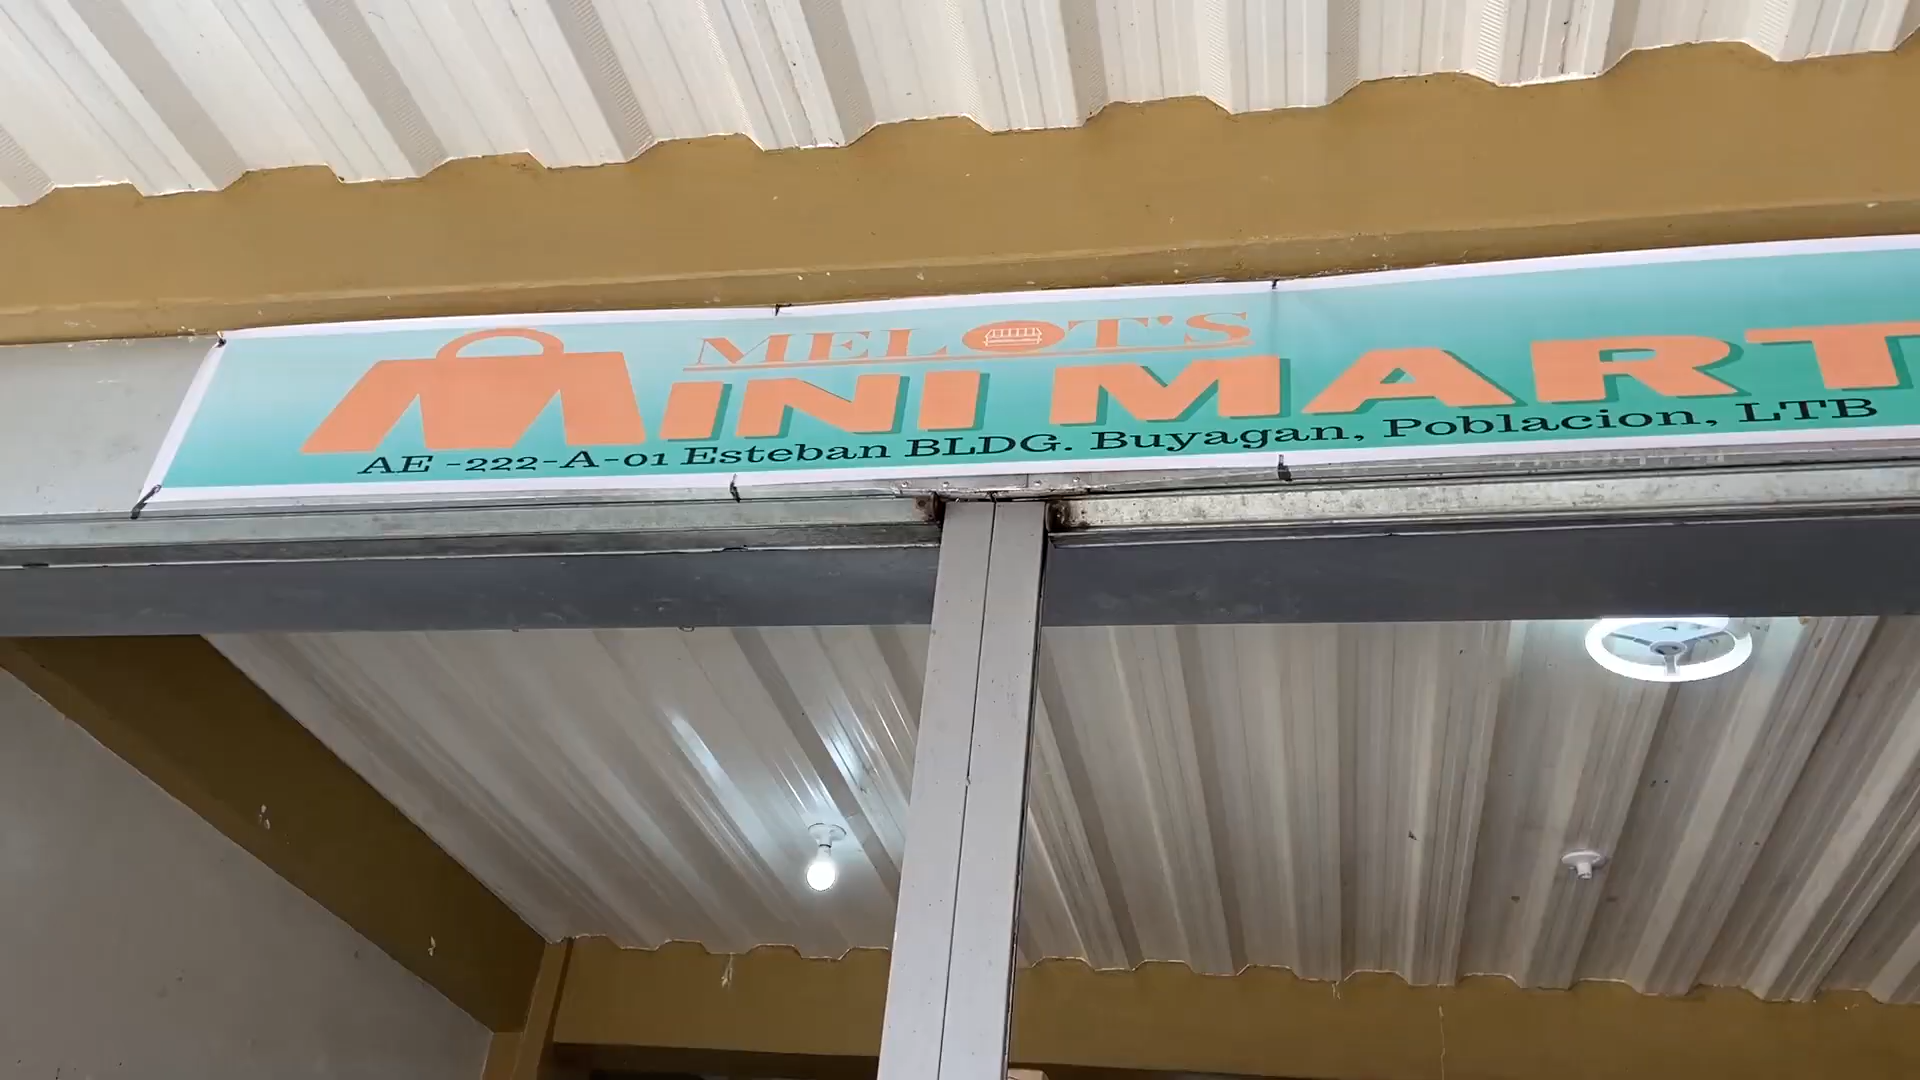 MELOT'S
MINI MART
AE -222-A-01 Esteban BLDG. Buyagan, Poblacion, LTB